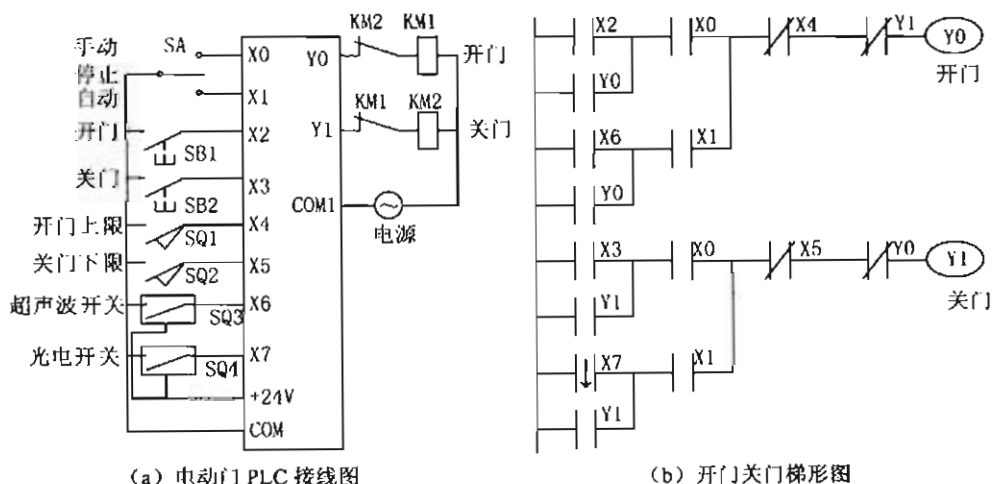 手动 SA
停止
自动
开门
SB1
关门
SB2
开门上限
SQ1
关门下限
SQ2
超声波开关
SQ3
光电开关
SQ4
X0
X1
X2
X3
X4
X5
X6
X7
+24V
COM
Y0
Y1
COM1
KM2 KM1
开门
KM1 KM2
关门
电源
(a) 电动门 PLC 接线图
X2 X0 X4 Y1 Y0
开门
Y0
X6 X1
Y0
X3 X0 X5 Y0 Y1
关门
Y1
X7 X1
Y1
(b) 开门关门梯形图